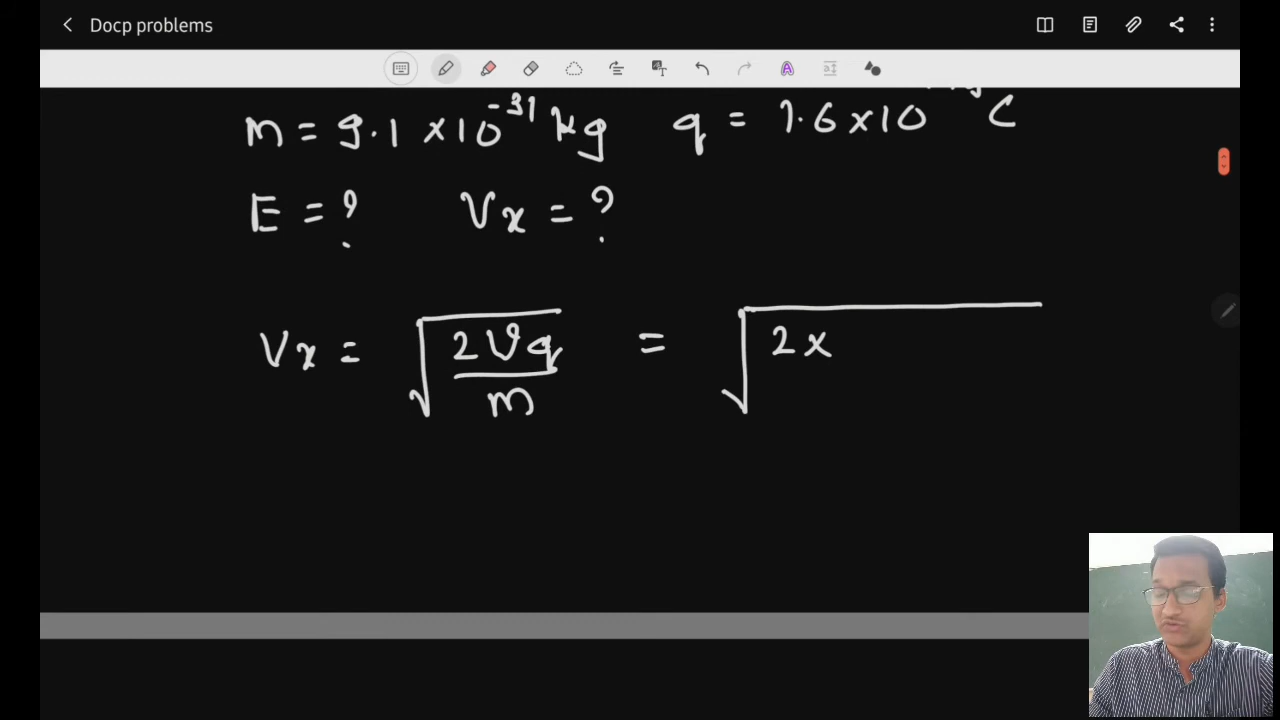 Docp problems
m = 9.1 x 10⁻³¹ kg q = 1.6 x 10 C
E = ? Vx = ?
Vx = √(2Vq/m) = √(2 x